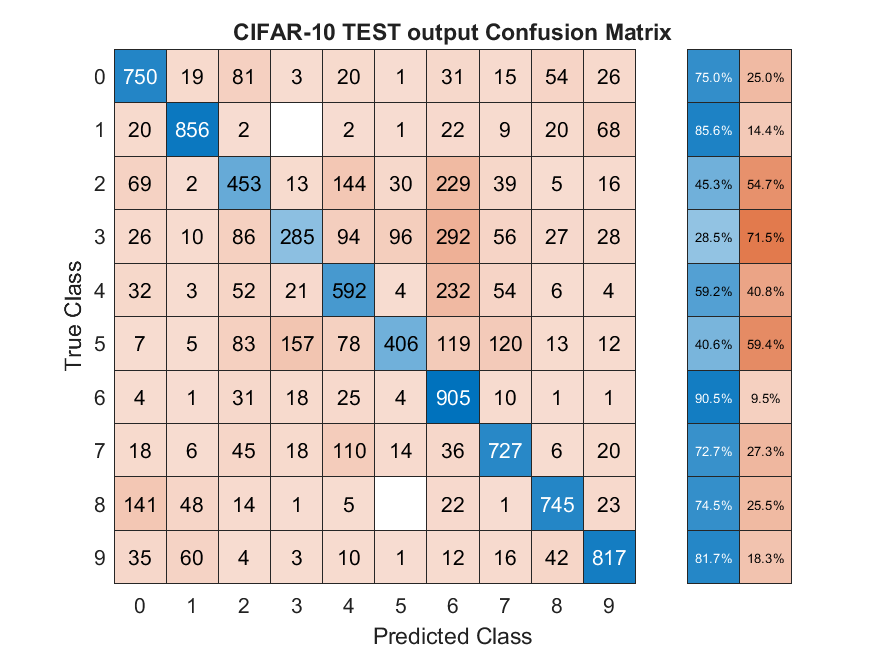 CIFAR-10 TEST output Confusion Matrix
0 750 19 81 3 20 1 31 15 54 26 75.0% 25.0%
1 20 856 2 2 1 22 9 20 68 85.6% 14.4%
2 69 2 453 13 144 30 229 39 5 16 45.3% 54.7%
3 26 10 86 285 94 96 292 56 27 28 28.5% 71.5%
4 32 3 52 21 592 4 232 54 6 4 59.2% 40.8%
5 7 5 83 157 78 406 119 120 13 12 40.6% 59.4%
6 4 1 31 18 25 4 905 10 1 1 90.5% 9.5%
7 18 6 45 18 110 14 36 727 6 20 72.7% 27.3%
8 141 48 14 1 5 22 1 745 23 74.5% 25.5%
9 35 60 4 3 10 1 12 16 42 817 81.7% 18.3%
True Class
0 1 2 3 4 5 6 7 8 9
Predicted Class